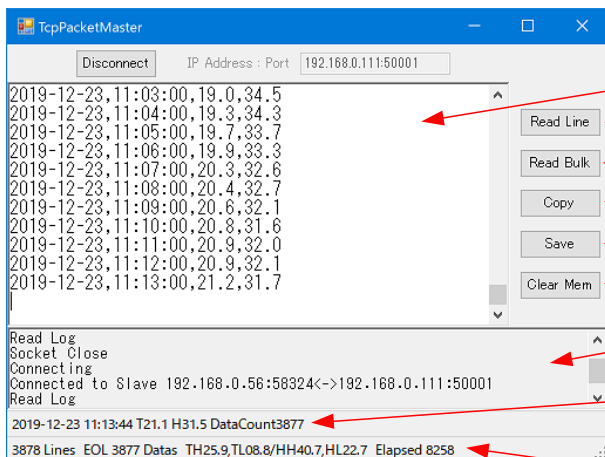 TcpPacketMaster
Disconnect IP Address : Port 192.168.0.111:50001
2019-12-23,11:03:00,19.0,34.5
2019-12-23,11:04:00,19.3,34.3
2019-12-23,11:05:00,19.7,33.7
2019-12-23,11:06:00,19.9,33.3
2019-12-23,11:07:00,20.3,32.6
2019-12-23,11:08:00,20.4,32.7
2019-12-23,11:09:00,20.6,32.1
2019-12-23,11:10:00,20.8,31.6
2019-12-23,11:11:00,20.9,32.0
2019-12-23,11:12:00,20.9,32.1
2019-12-23,11:13:00,21.2,31.7
Read Line
Read Bulk
Copy
Save
Clear Mem
Read Log
Socket Close
Connecting
Connected to Slave 192.168.0.56:58324<->192.168.0.111:50001
Read Log
2019-12-23 11:13:44 T21.1 H31.5 DataCount3877
3878 Lines EOL 3877 Datas TH25.9,TL08.8/HH40.7,HL22.7 Elapsed 8258